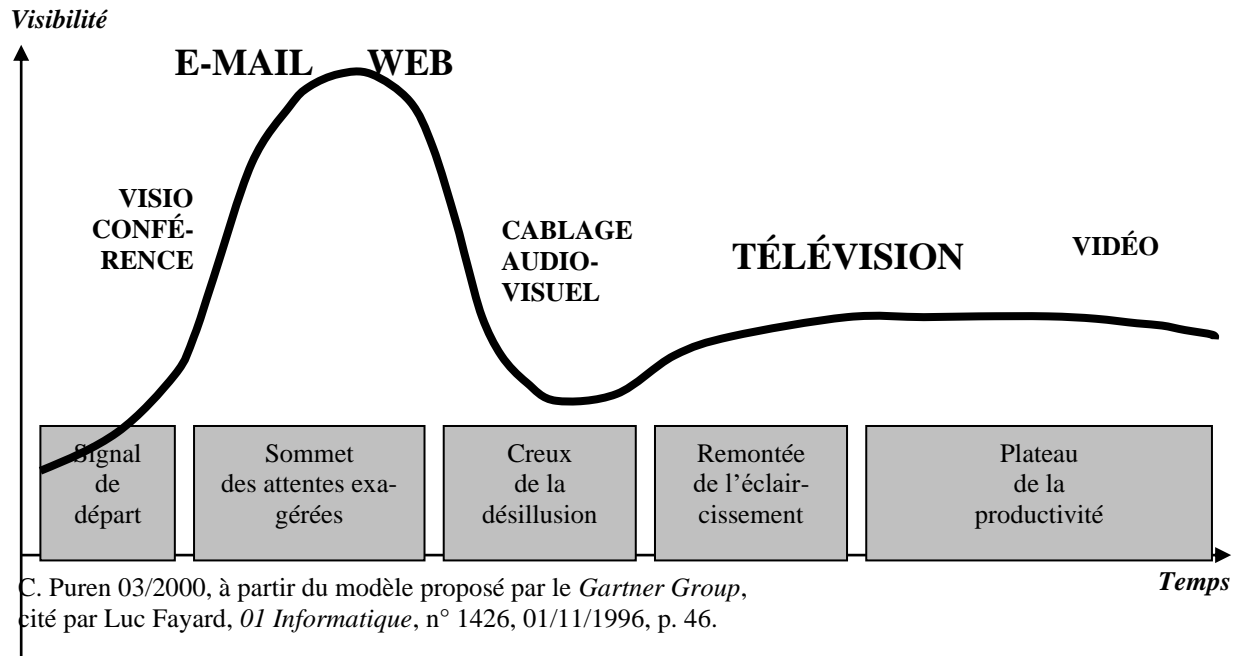 Visibilité
E-MAIL WEB
VISIO
CONFÉ-
RENCE
CABLAGE
AUDIO-
VISUEL
TÉLÉVISION
VIDÉO
Signal
de
départ
Sommet
des attentes exa-
gérées
Creux
de la
désillusion
Remontée
de l’éclair-
cissement
Plateau
de la
productivité
Temps
C. Puren 03/2000, à partir du modèle proposé par le Gartner Group,
cité par Luc Fayard, 01 Informatique, n° 1426, 01/11/1996, p. 46.